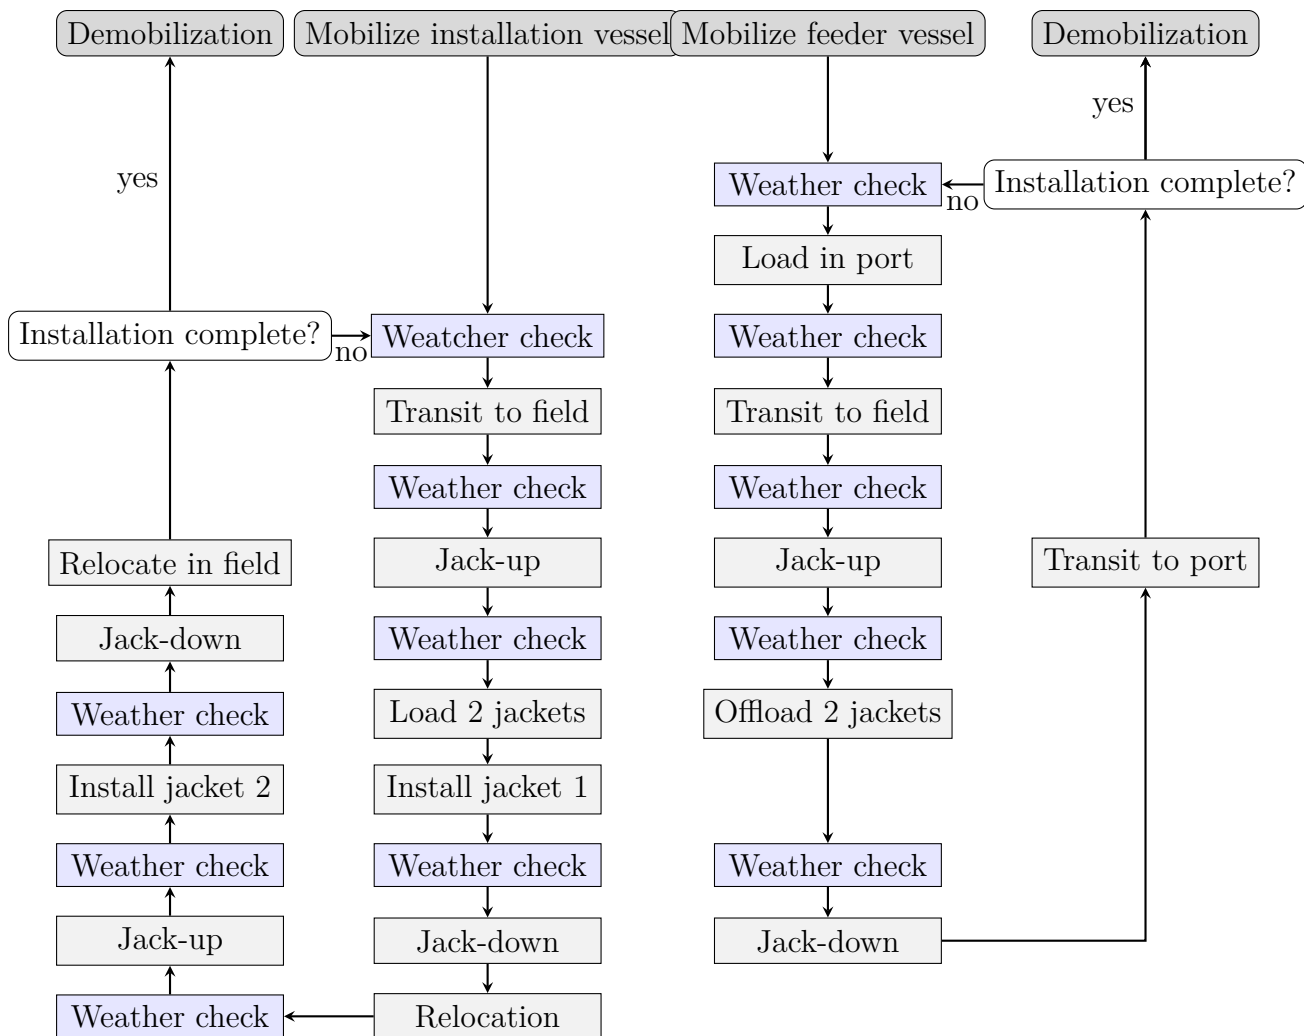 Demobilization
Mobilize installation vessel
Mobilize feeder vessel
Demobilization
yes
yes
Weather check
no
Installation complete?
Load in port
Installation complete?
no
Weatcher check
Weather check
Transit to field
Transit to field
Weather check
Weather check
Relocate in field
Jack-up
Jack-up
Transit to port
Jack-down
Weather check
Weather check
Weather check
Load 2 jackets
Offload 2 jackets
Install jacket 2
Install jacket 1
Weather check
Weather check
Weather check
Jack-up
Jack-down
Jack-down
Weather check
Relocation